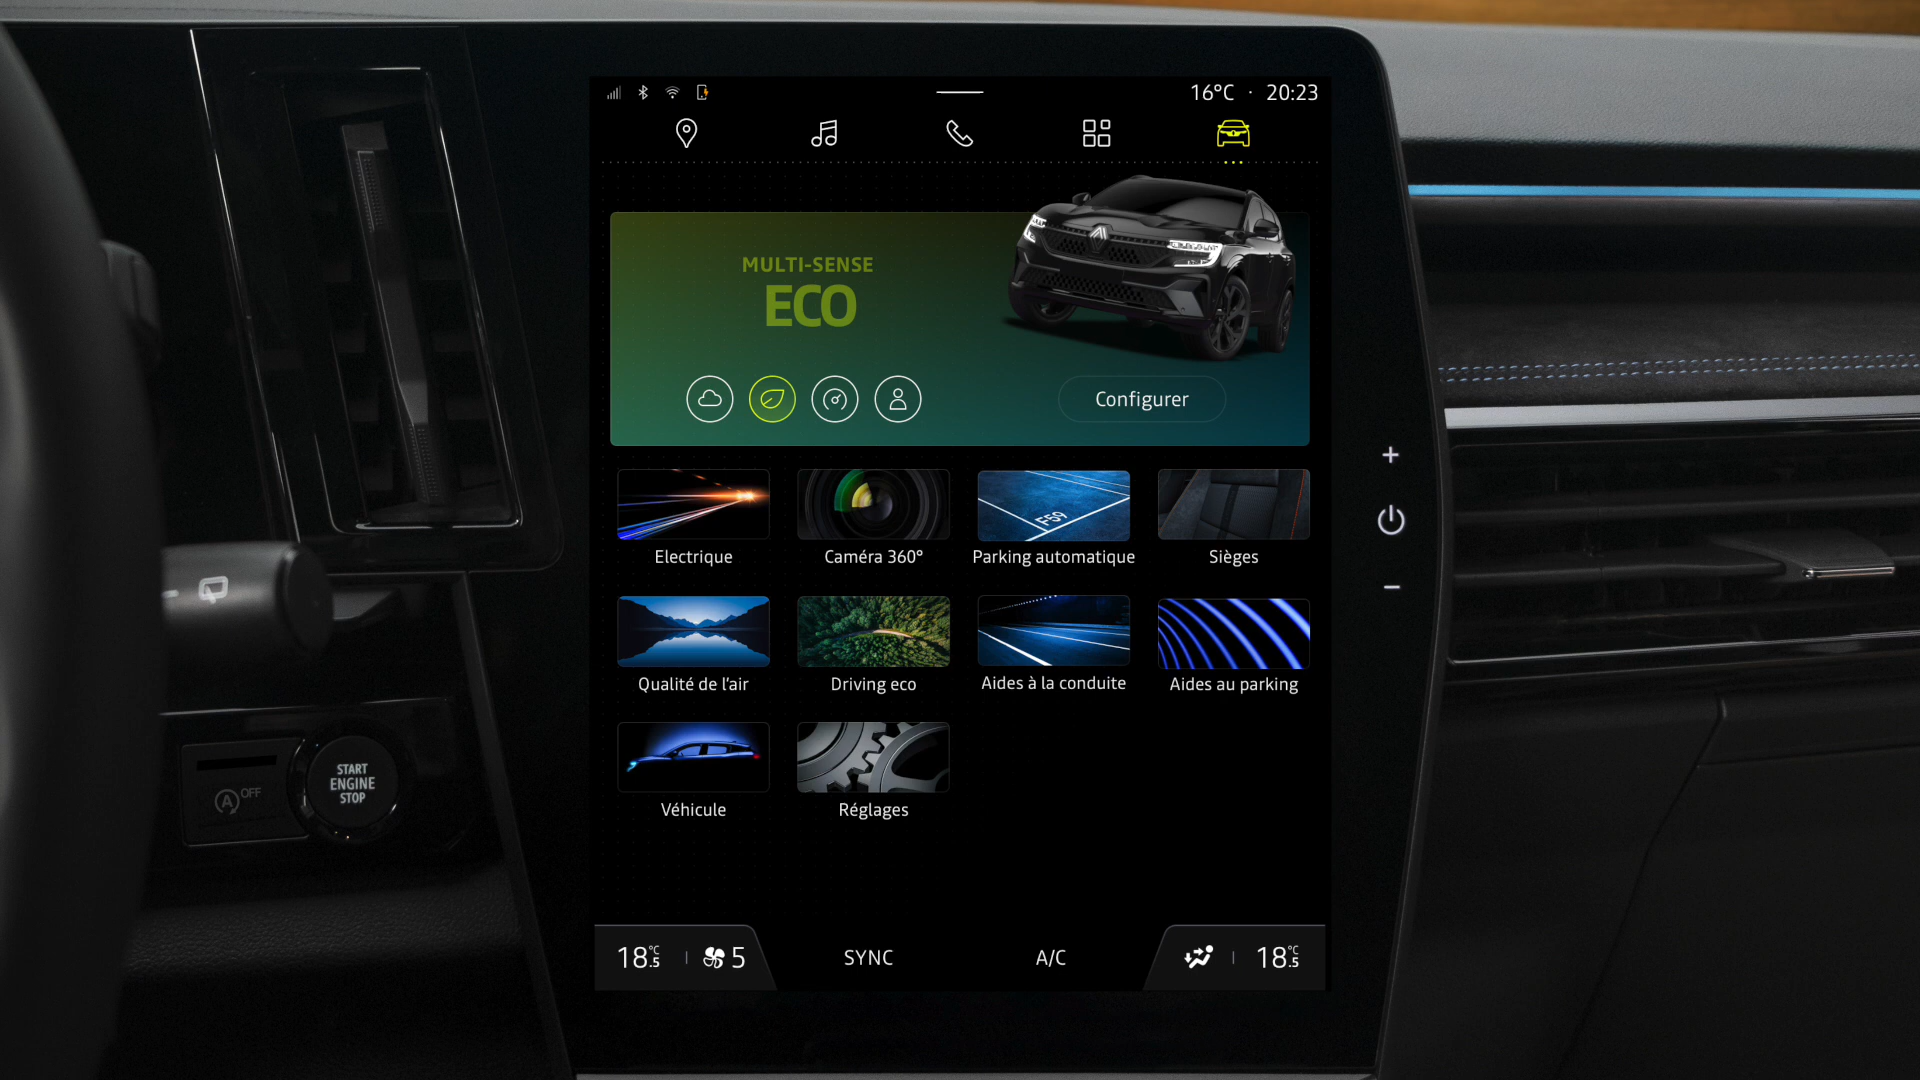 16°C · 20:23
MULTI-SENSE
ECO
Configurer
Electrique
Caméra 360°
Parking automatique
Sièges
F59
Qualité de l'air
Driving eco
Aides à la conduite
Aides au parking
Véhicule
Réglages
18.5 °C
5
SYNC
A/C
18.5 °C
A OFF
START
ENGINE
STOP